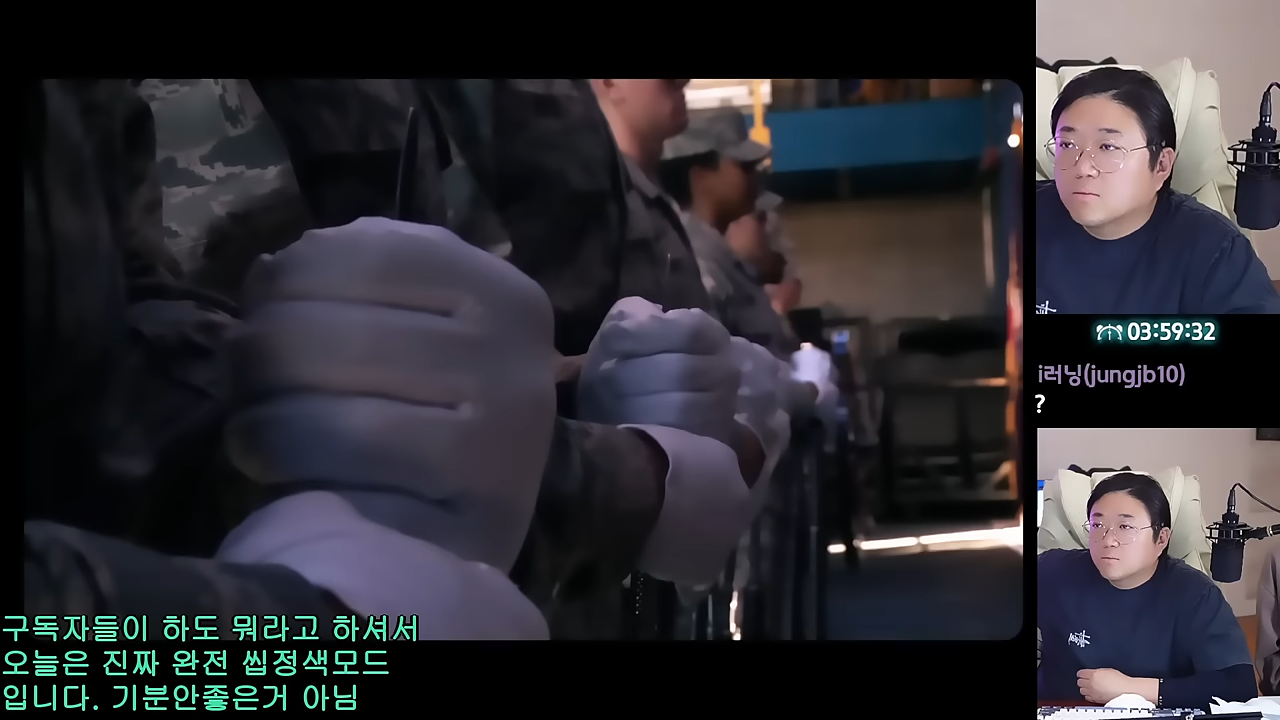 03:59:32
i러닝(jungjb10)
?
구독자들이 하도 뭐라고 하셔서
오늘은 진짜 완전 씹정색모드
입니다. 기분안좋은거 아님